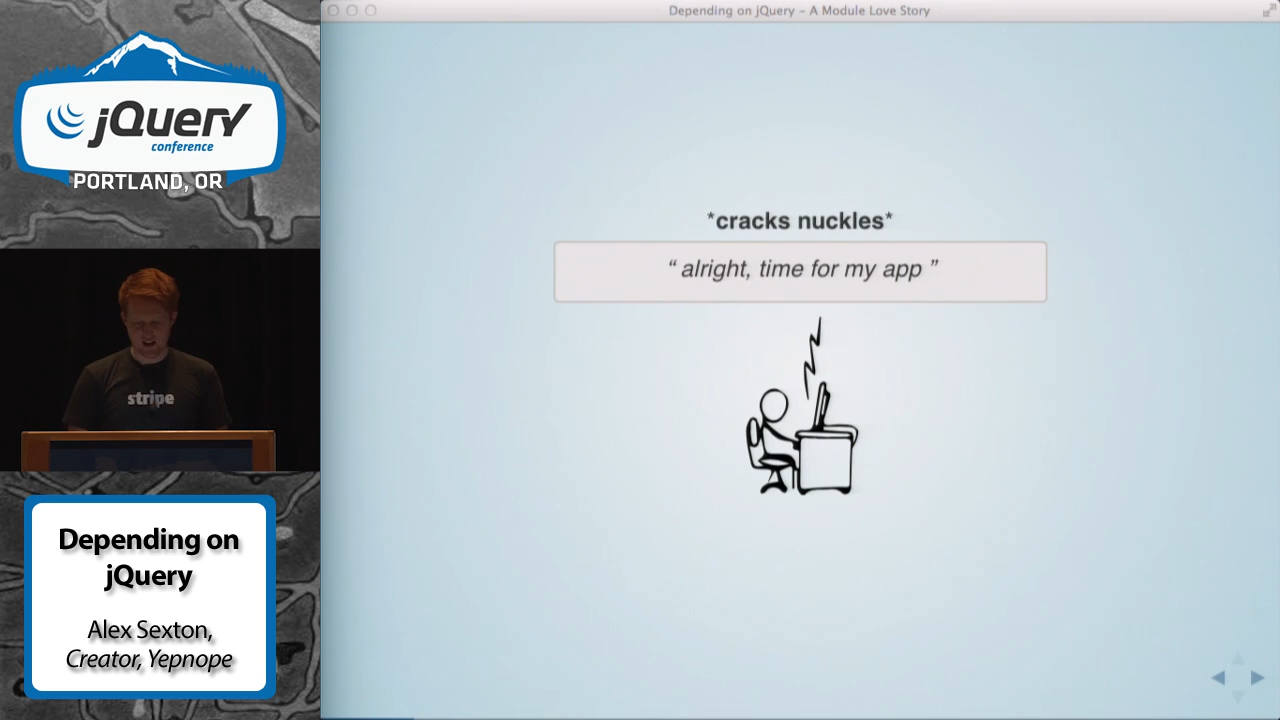 jQuery
conference
PORTLAND, OR
stripe
Depending on
jQuery
Alex Sexton,
Creator, Yepnope
Depending on jQuery – A Module Love Story
*cracks nuckles*
“ alright, time for my app ”